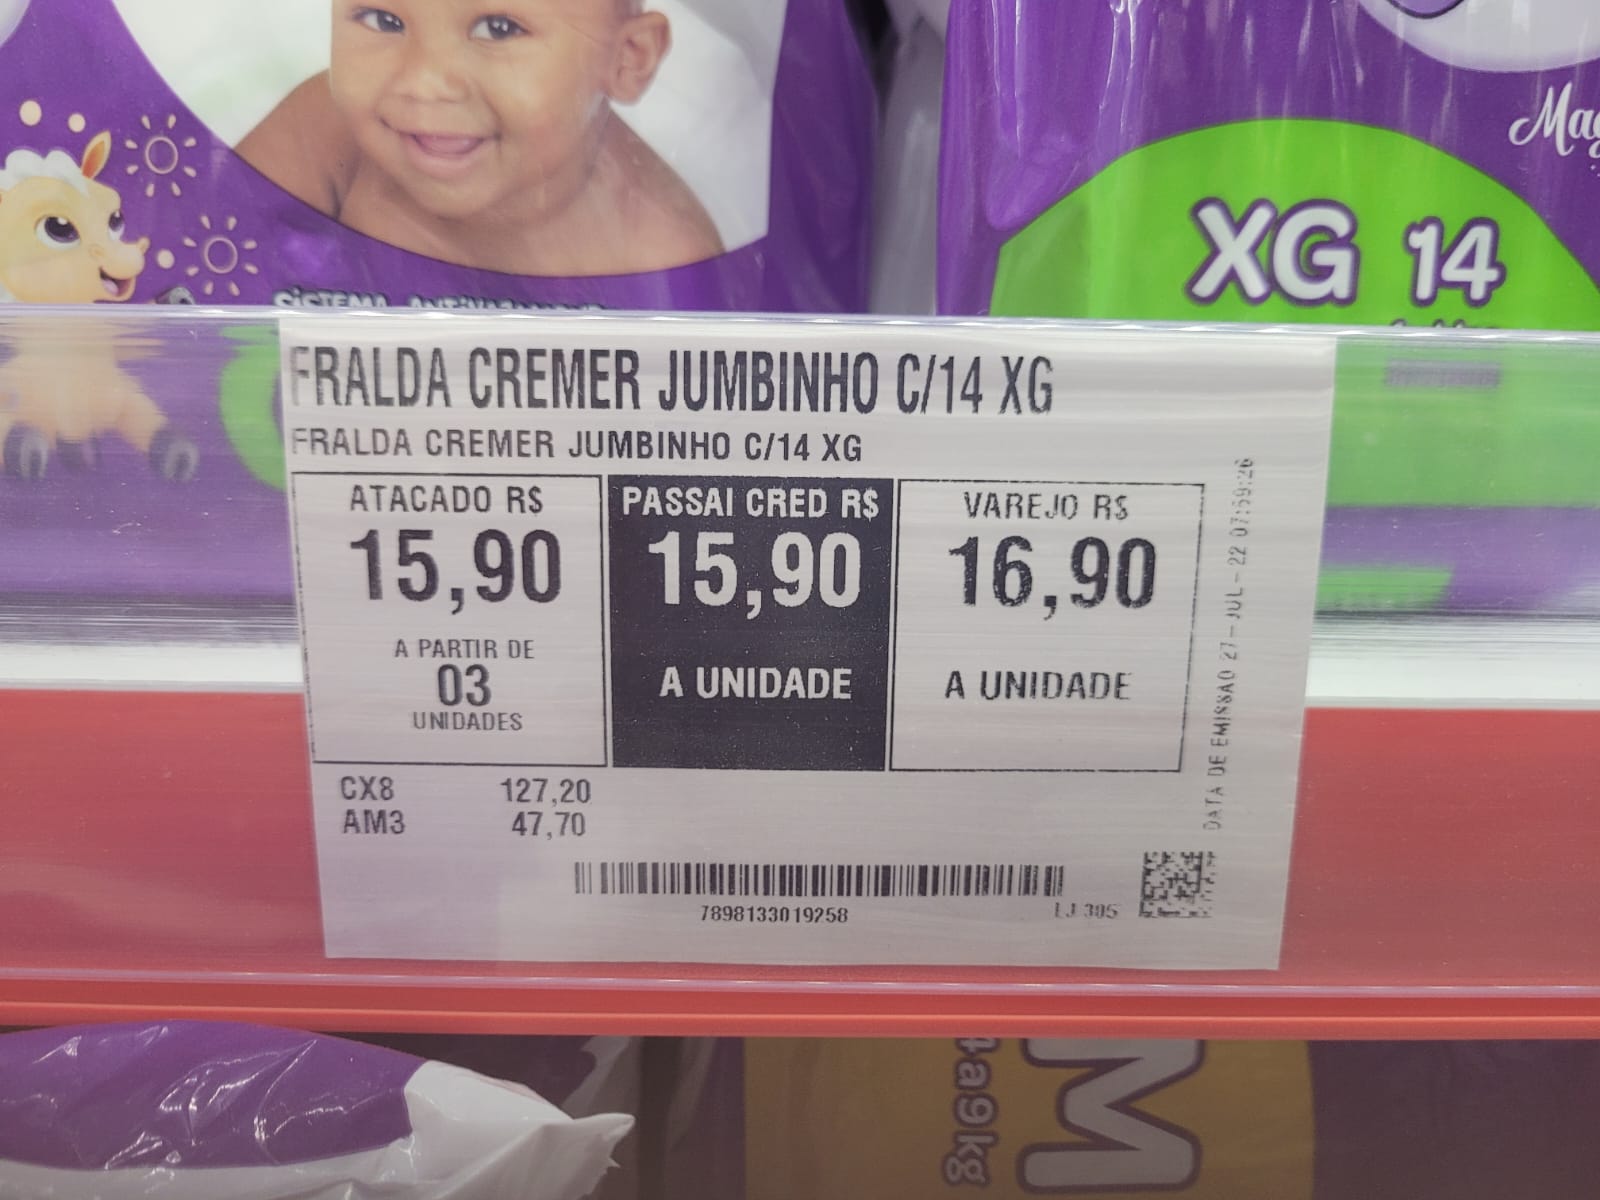 Mag
XG 14
FRALDA CREMER JUMBINHO C/14 XG
FRALDA CREMER JUMBINHO C/14 XG
ATACADO R$
15,90
A PARTIR DE
03
UNIDADES
PASSAI CRED R$
15,90
A UNIDADE
VAREJO R$
16,90
A UNIDADE
DATA DE EMISSAO 27-JUL-22 07:59:26
CX8 127,20
AM3 47,70
7898133019258
LJ 305
M
4a9kg